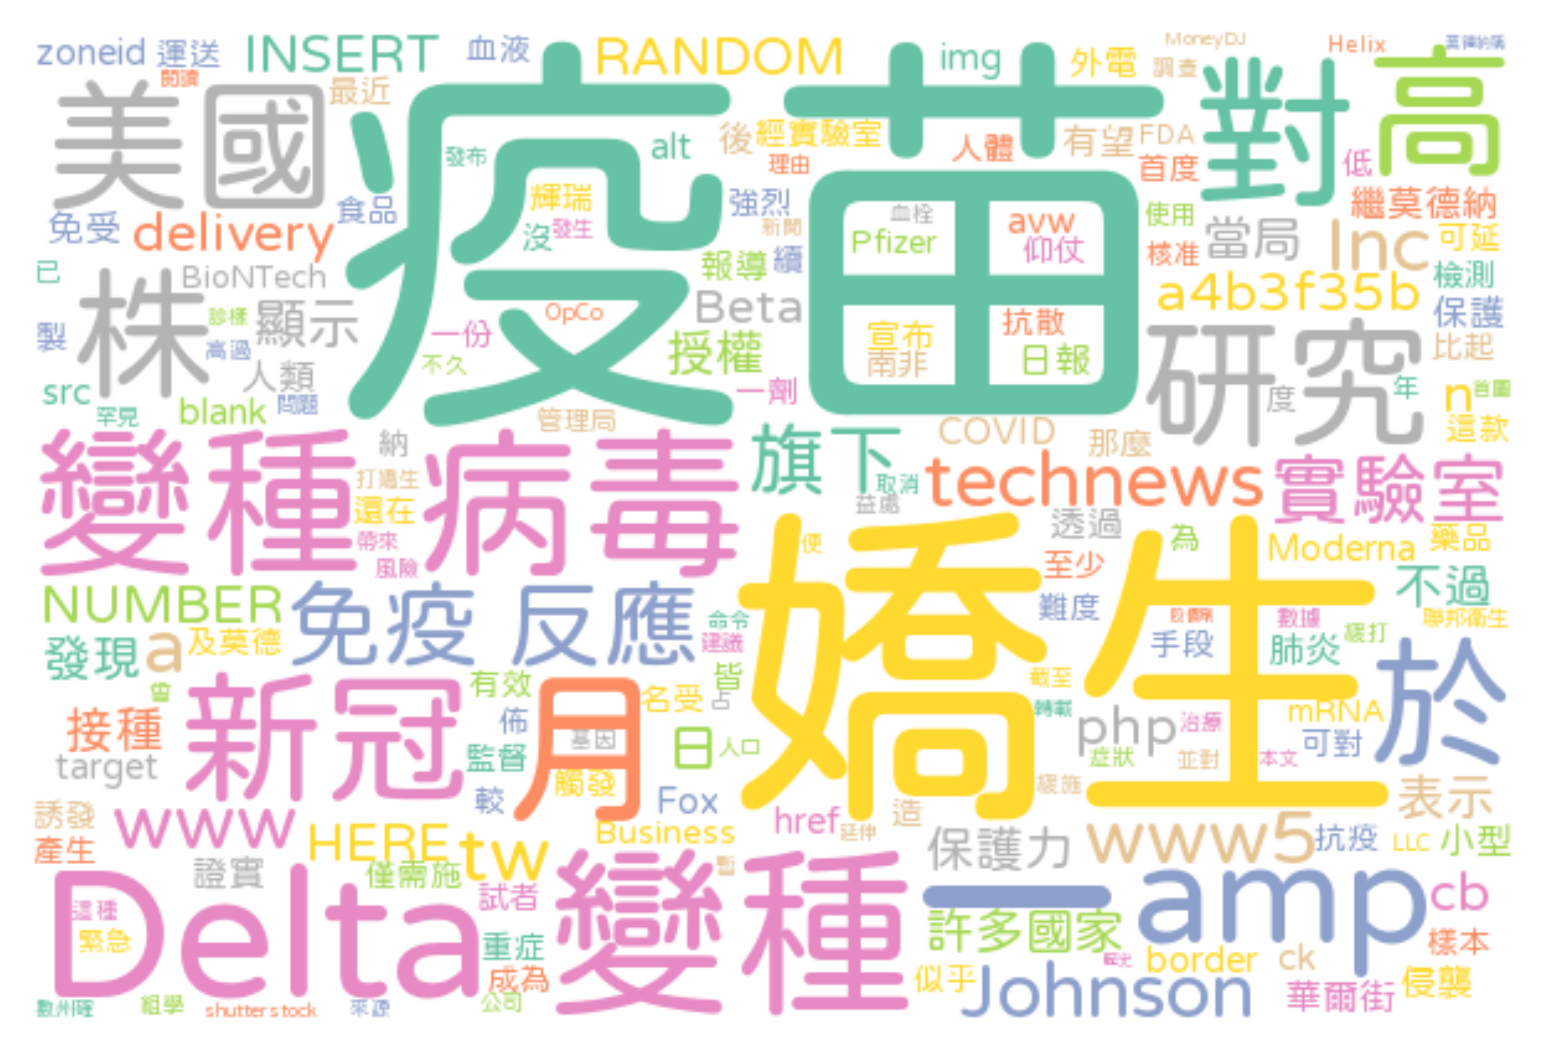 zoneid 運送 INSERT 血液 RANDOM img 外電 MoneyDJ 調查 Helix
閱讀 最近
美國 疫苗 對 高
alt 後 經實驗室 人體 有望 FDA
發布 理由 首度 低
免受 delivery 食品 輝瑞 強烈 血栓 avw 使用 繼莫德納
沒 發生 新聞 Pfizer 仰仗 核准 當局 Inc 可延
已 BioNTech 報導 續 a4b3f35b 檢測
株 診樣 顯示 OpCo Beta 宣布 抗散 保護
製 高過 一份 授權 南非 日報 研究 比起
人類 不久
src 罕見 blank 問題 管理局 一劑 度 年 n 首圖
COVID 那麼 這款
變種 病毒 納 旗下 technews 實驗室
打嬌生 取消
還在 益處 透過 為 Moderna 藥品
帶來 風險 便 嬌生 至少 不過
NUMBER 免疫 反應 命令 難度 數據 緩打 聯邦衛生
發現 a 及莫德 建議 手段 肺炎 於
曾 新冠 有效 月 名受 皆 截至
接種 佈 基因 占 轉載 php 治療 mRNA
target 監督 日 人口 症狀 並對 本文 可對
觸發 緩施
誘發 www 較 Fox href 造 表示
產生 HERE tw Business 延伸 保護力 www5 抗疫 LLC 小型
證實 僅需施 暫
Delta 變種 試者 一 amp cb
這種 緊急 重症 許多國家 樣本
成為 歷史 border ck
似乎 Johnson 華爾街 侵襲
組學 shutterstock 來源 公司